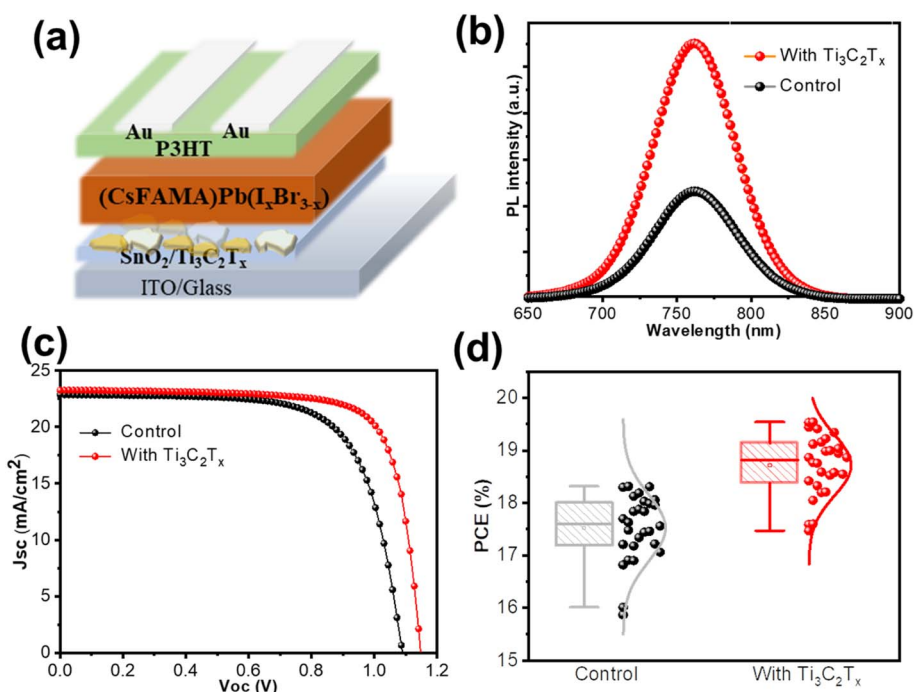 (a)
Au
Au
P3HT
(CsFAMA)Pb(IₓBr₃₋ₓ)
SnO₂/Ti₃C₂Tₓ
ITO/Glass
(b)
With Ti₃C₂Tₓ
Control
PL intensity (a.u.)
650 700 750 800 850 900
Wavelength (nm)
(c)
25
20
15
10
5
0
Jsc (mA/cm²)
Control
With Ti₃C₂Tₓ
0.0 0.2 0.4 0.6 0.8 1.0 1.2
Voc (V)
(d)
20
19
18
17
16
15
PCE (%)
Control
With Ti₃C₂Tₓ